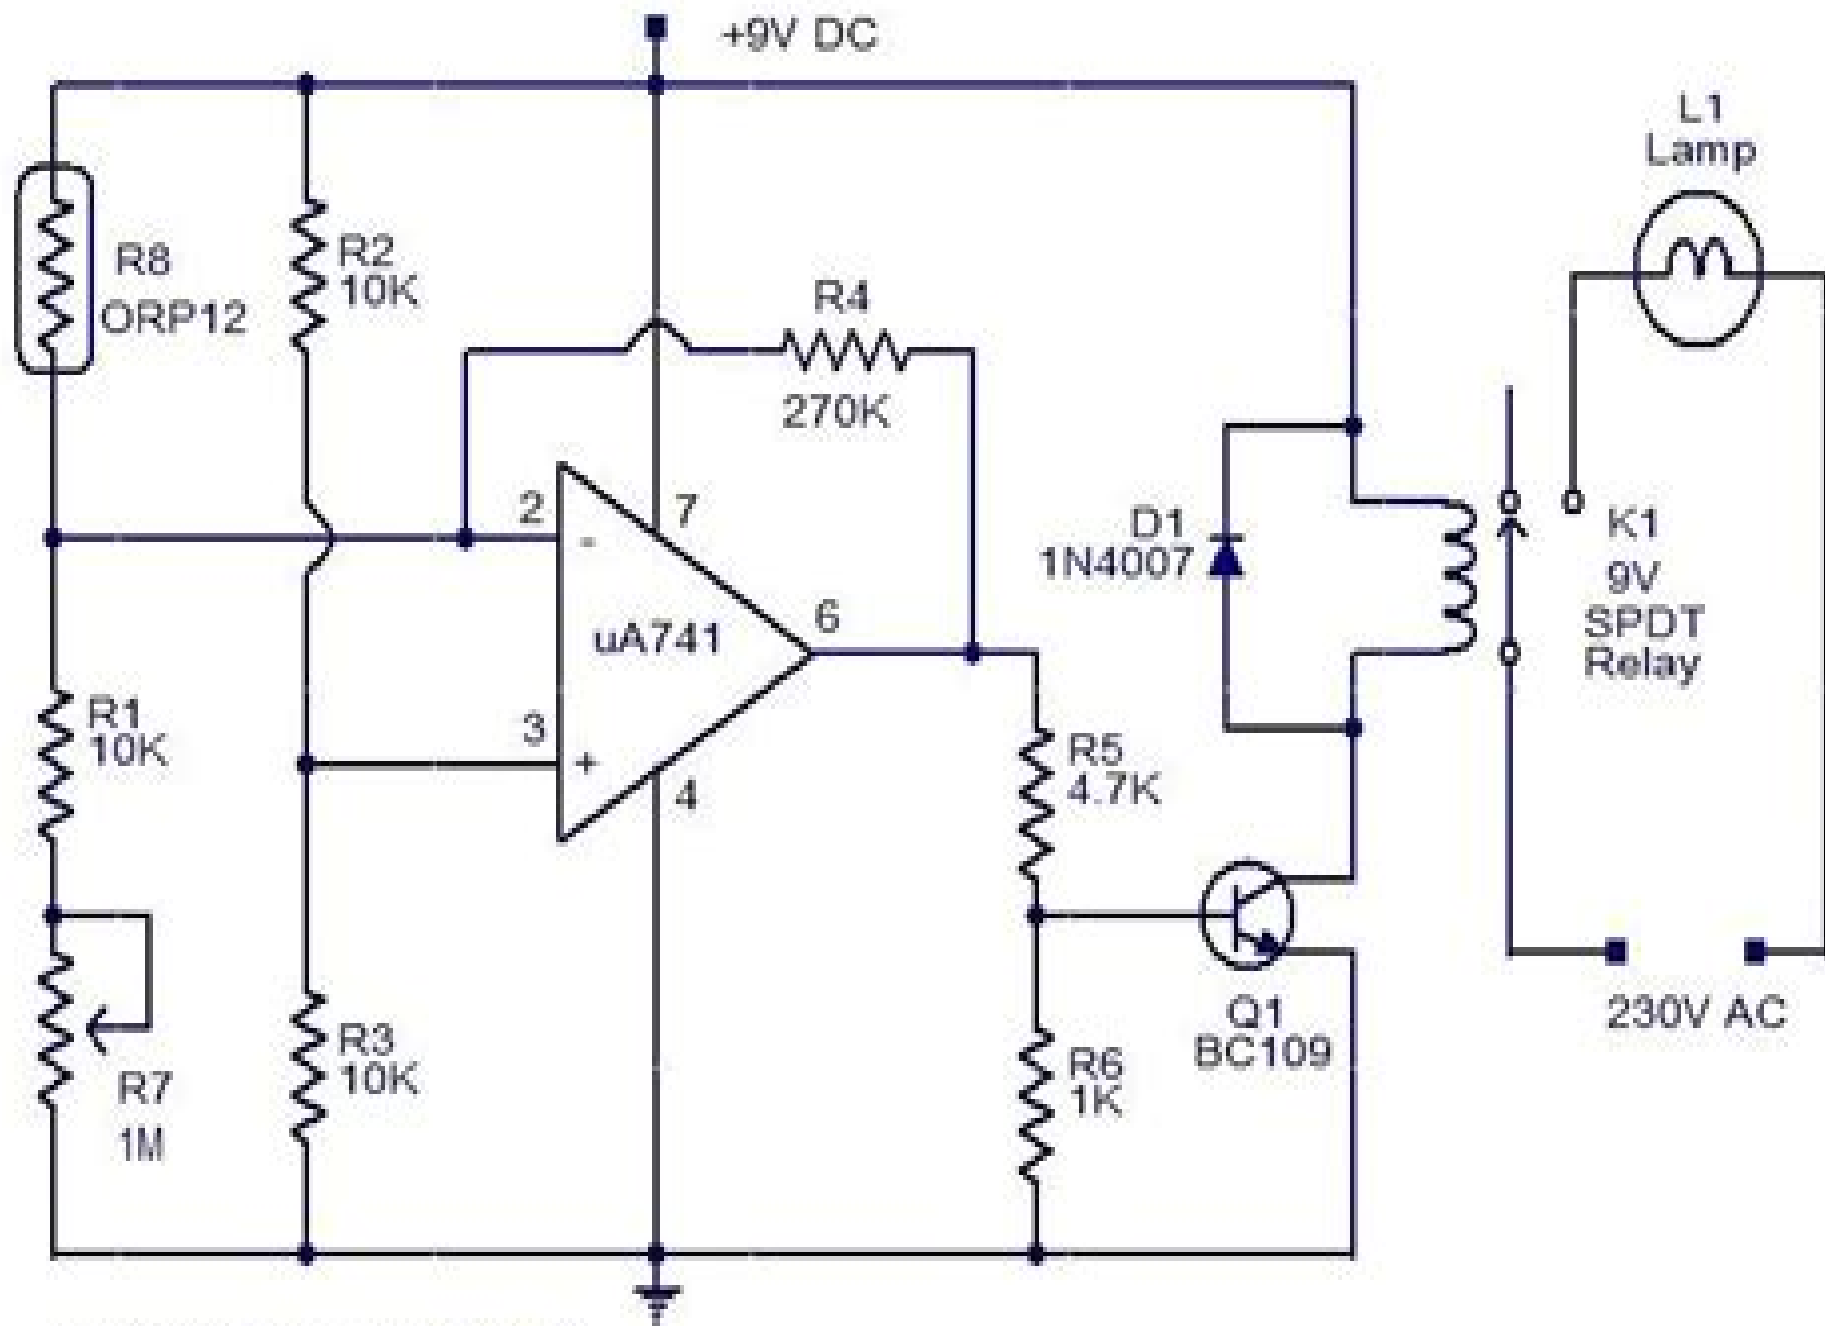 +9V DC
L1
Lamp
R8
ORP12
R2
10K
R4
270K
2
7
-
D1
1N4007
K1
9V
SPDT
Relay
uA741
6
R1
10K
3
+
4
R5
4.7K
R7
1M
R3
10K
R6
1K
Q1
BC109
230V AC